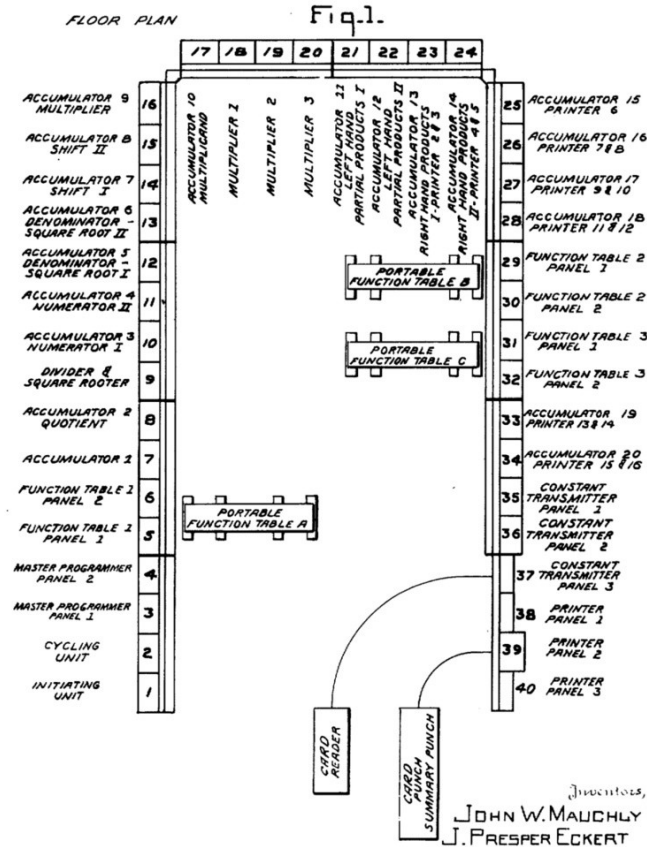 FLOOR PLAN
Fig.1.
17 18 19 20 21 22 23 24
ACCUMULATOR 10
MULTIPLICAND
MULTIPLIER 1
MULTIPLIER 2
MULTIPLIER 3
ACCUMULATOR 11
LEFT HAND
PARTIAL PRODUCTS I
ACCUMULATOR 12
LEFT HAND
PARTIAL PRODUCTS II
ACCUMULATOR 13
RIGHT HAND PRODUCTS
I-PRINTER 2 & 3
ACCUMULATOR 14
RIGHT HAND PRODUCTS
II-PRINTER 4 & 5
ACCUMULATOR 9
MULTIPLIER
16
ACCUMULATOR 8
SHIFT II
15
ACCUMULATOR 7
SHIFT I
14
ACCUMULATOR 6
DENOMINATOR -
SQUARE ROOT II
13
ACCUMULATOR 5
DENOMINATOR -
SQUARE ROOT I
12
ACCUMULATOR 4
NUMERATOR II
11
ACCUMULATOR 3
NUMERATOR I
10
DIVIDER &
SQUARE ROOTER
9
ACCUMULATOR 2
QUOTIENT
8
ACCUMULATOR 1
7
FUNCTION TABLE 1
PANEL 2
6
FUNCTION TABLE 1
PANEL 1
5
MASTER PROGRAMMER
PANEL 2
4
MASTER PROGRAMMER
PANEL 1
3
CYCLING
UNIT
2
INITIATING
UNIT
1
PORTABLE
FUNCTION TABLE B
PORTABLE
FUNCTION TABLE C
PORTABLE
FUNCTION TABLE A
25
ACCUMULATOR 15
PRINTER 6
26
ACCUMULATOR 16
PRINTER 7 & 8
27
ACCUMULATOR 17
PRINTER 9 & 10
28
ACCUMULATOR 18
PRINTER 11 & 12
29
FUNCTION TABLE 2
PANEL 1
30
FUNCTION TABLE 2
PANEL 2
31
FUNCTION TABLE 3
PANEL 1
32
FUNCTION TABLE 3
PANEL 2
33
ACCUMULATOR 19
PRINTER 13 & 14
34
ACCUMULATOR 20
PRINTER 15 & 16
35
CONSTANT
TRANSMITTER
PANEL 1
36
CONSTANT
TRANSMITTER
PANEL 2
37
CONSTANT
TRANSMITTER
PANEL 3
38
PRINTER
PANEL 1
39
PRINTER
PANEL 2
40
PRINTER
PANEL 3
CARD
READER
CARD
PUNCH
SUMMARY PUNCH
Inventors,
JOHN W. MAUCHLY
J. PRESPER ECKERT